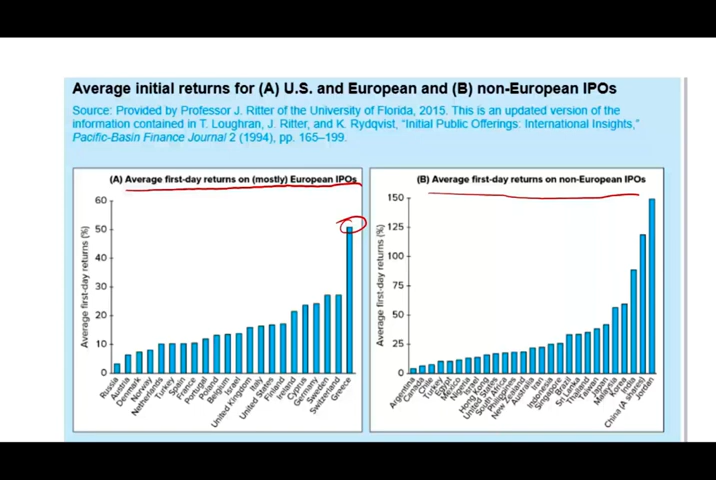 Average initial returns for (A) U.S. and European and (B) non-European IPOs
Source: Provided by Professor J. Ritter of the University of Florida, 2015. This is an updated version of the
information contained in T. Loughran, J. Ritter, and K. Rydqvist, “Initial Public Offerings: International Insights,”
Pacific-Basin Finance Journal 2 (1994), pp. 165–199.
(A) Average first-day returns on (mostly) European IPOs
Average first-day returns (%)
60
50
40
30
20
10
0
Russia
Austria
Denmark
Norway
Netherlands
Turkey
Spain
France
Portugal
Poland
Belgium
Israel
United Kingdom
Italy
United States
Finland
Ireland
Cyprus
Germany
Sweden
Switzerland
Greece
(B) Average first-day returns on non-European IPOs
Average first-day returns (%)
150
125
100
75
50
25
0
Argentina
Canada
Chile
Turkey
Egypt
Mexico
Nigeria
Israel
Hong Kong
United States
South Africa
Philippines
New Zealand
Australia
Iran
Indonesia
Singapore
Brazil
Sri Lanka
Thailand
Taiwan
Japan
Malaysia
Korea
India
China (A shares)
Jordan